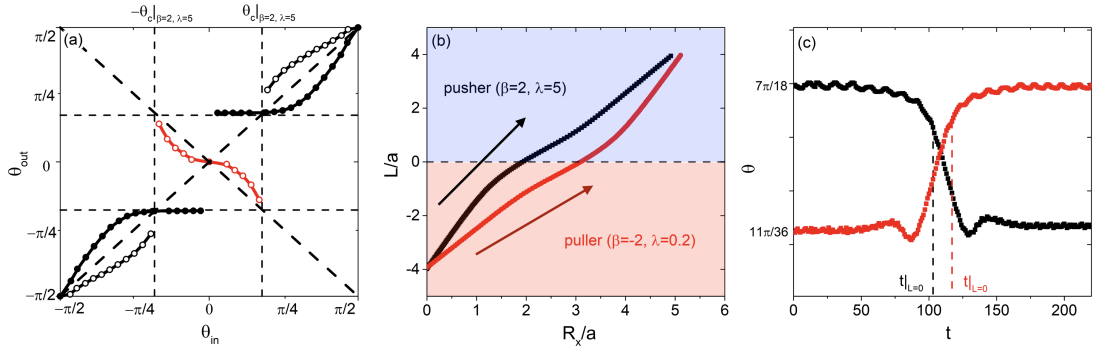 −θc|β=2, λ=5
θc|β=2, λ=5
(a)
π/2
π/4
0
−π/4
−π/2
θout
−π/2
−π/4
0
π/4
π/2
θin
(b)
pusher (β=2, λ=5)
puller (β=-2, λ=0.2)
4
2
0
-2
-4
L/a
0
1
2
3
4
5
6
Rx/a
(c)
7π/18
11π/36
θ
t|L=0
t|L=0
0
50
100
150
200
t